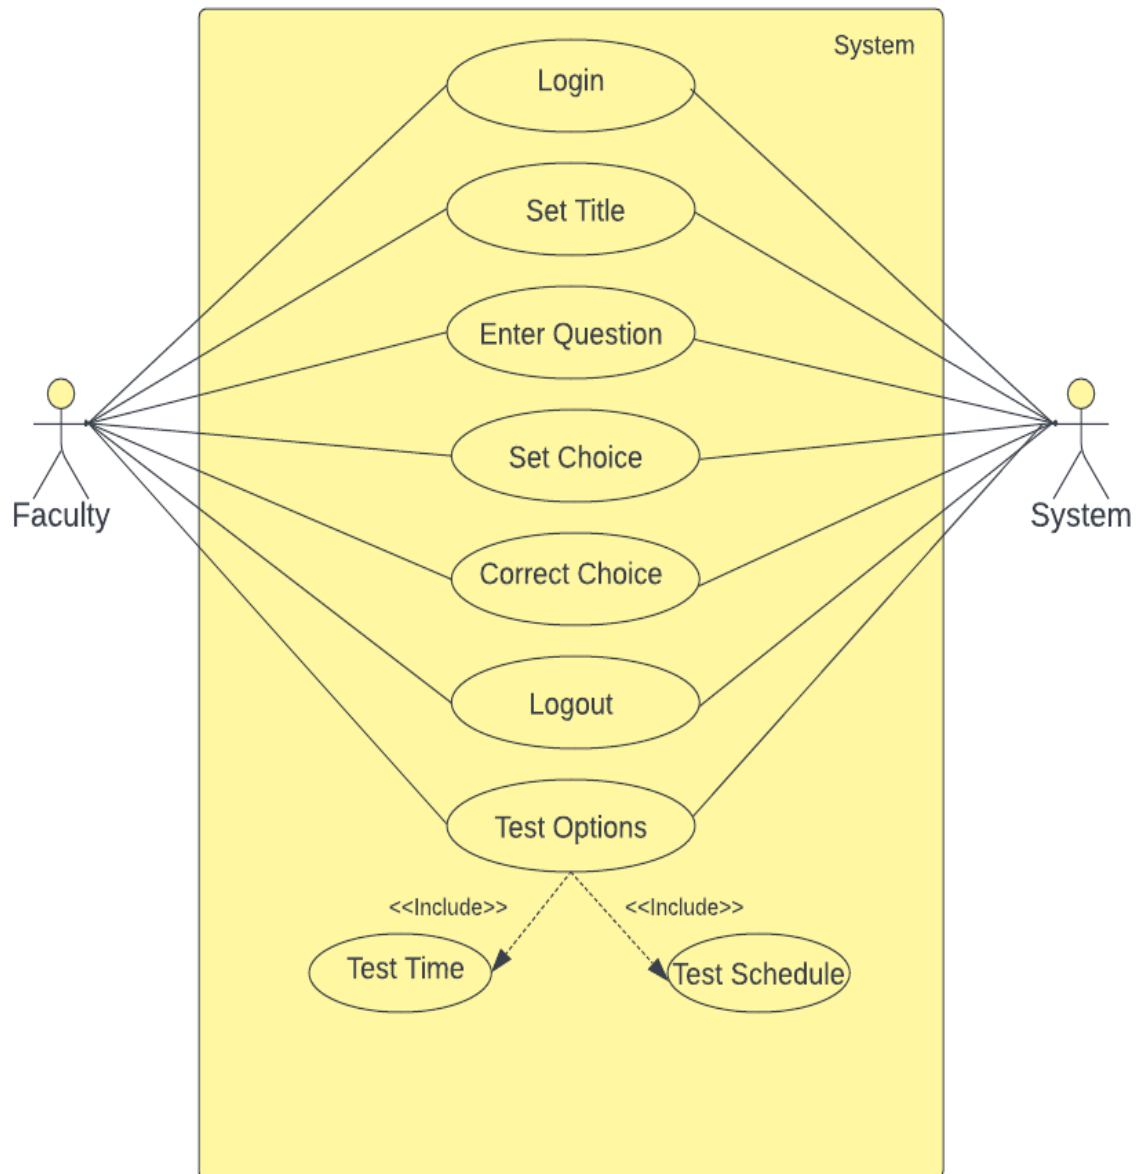 System
Login
Set Title
Enter Question
Set Choice
Faculty
System
Correct Choice
Logout
Test Options
<<Include>>
<<Include>>
Test Time
Test Schedule